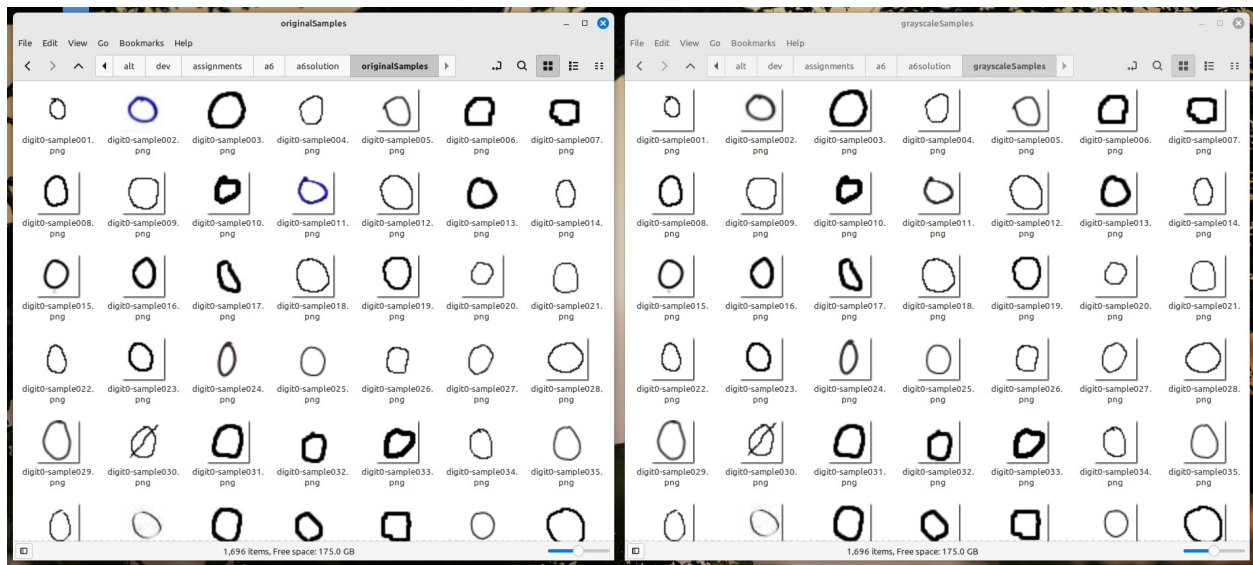 originalSamples
File Edit View Go Bookmarks Help
alt dev assignments a6 a6solution originalSamples
digit0-sample001.png digit0-sample002.png digit0-sample003.png digit0-sample004.png digit0-sample005.png digit0-sample006.png digit0-sample007.png
digit0-sample008.png digit0-sample009.png digit0-sample010.png digit0-sample011.png digit0-sample012.png digit0-sample013.png digit0-sample014.png
digit0-sample015.png digit0-sample016.png digit0-sample017.png digit0-sample018.png digit0-sample019.png digit0-sample020.png digit0-sample021.png
digit0-sample022.png digit0-sample023.png digit0-sample024.png digit0-sample025.png digit0-sample026.png digit0-sample027.png digit0-sample028.png
digit0-sample029.png digit0-sample030.png digit0-sample031.png digit0-sample032.png digit0-sample033.png digit0-sample034.png digit0-sample035.png
1,696 items, Free space: 175.0 GB
grayscaleSamples
File Edit View Go Bookmarks Help
alt dev assignments a6 a6solution grayscaleSamples
digit0-sample001.png digit0-sample002.png digit0-sample003.png digit0-sample004.png digit0-sample005.png digit0-sample006.png digit0-sample007.png
digit0-sample008.png digit0-sample009.png digit0-sample010.png digit0-sample011.png digit0-sample012.png digit0-sample013.png digit0-sample014.png
digit0-sample015.png digit0-sample016.png digit0-sample017.png digit0-sample018.png digit0-sample019.png digit0-sample020.png digit0-sample021.png
digit0-sample022.png digit0-sample023.png digit0-sample024.png digit0-sample025.png digit0-sample026.png digit0-sample027.png digit0-sample028.png
digit0-sample029.png digit0-sample030.png digit0-sample031.png digit0-sample032.png digit0-sample033.png digit0-sample034.png digit0-sample035.png
1,696 items, Free space: 175.0 GB